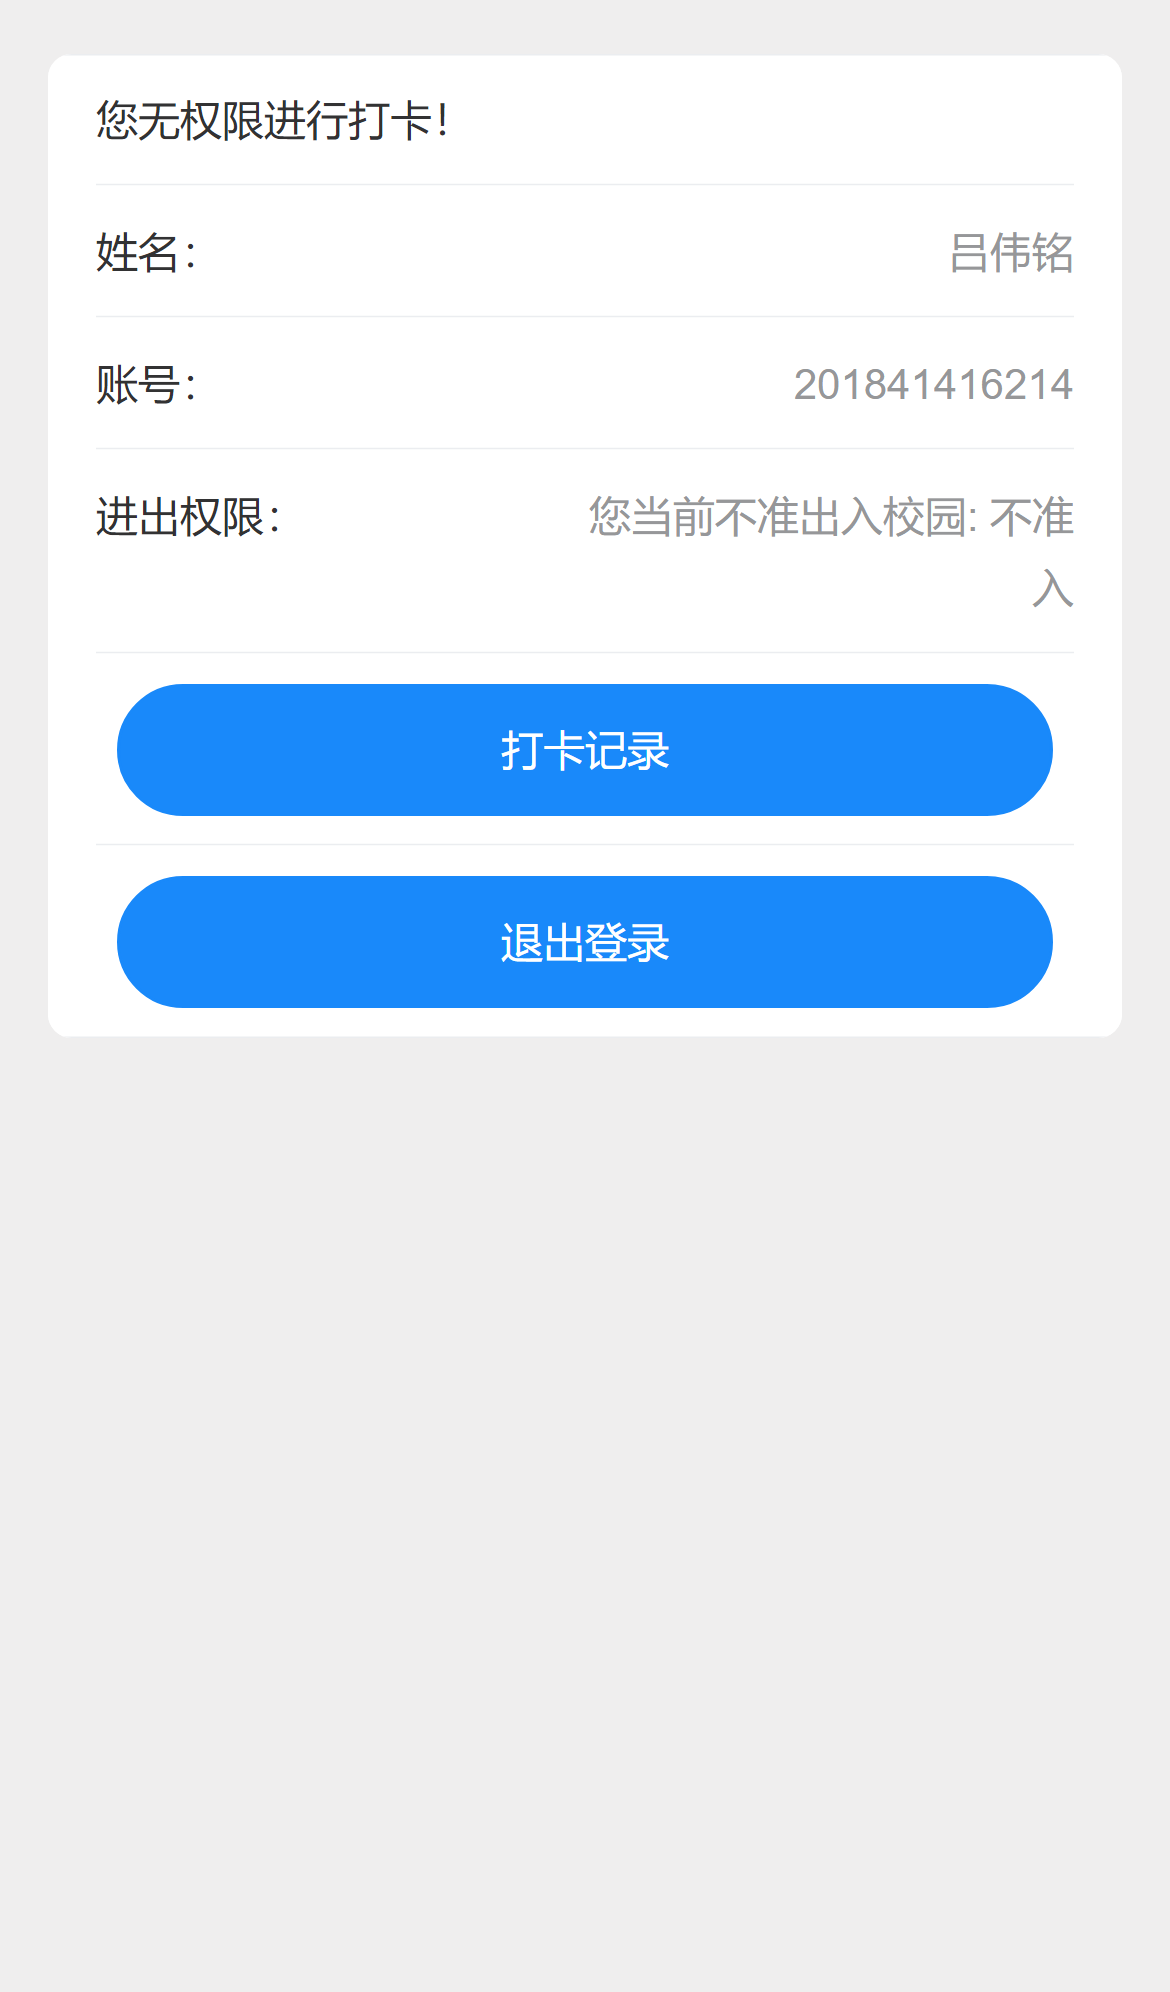 您无权限进行打卡！
姓名： 吕伟铭
账号： 201841416214
进出权限： 您当前不准出入校园: 不准
入
打卡记录
退出登录